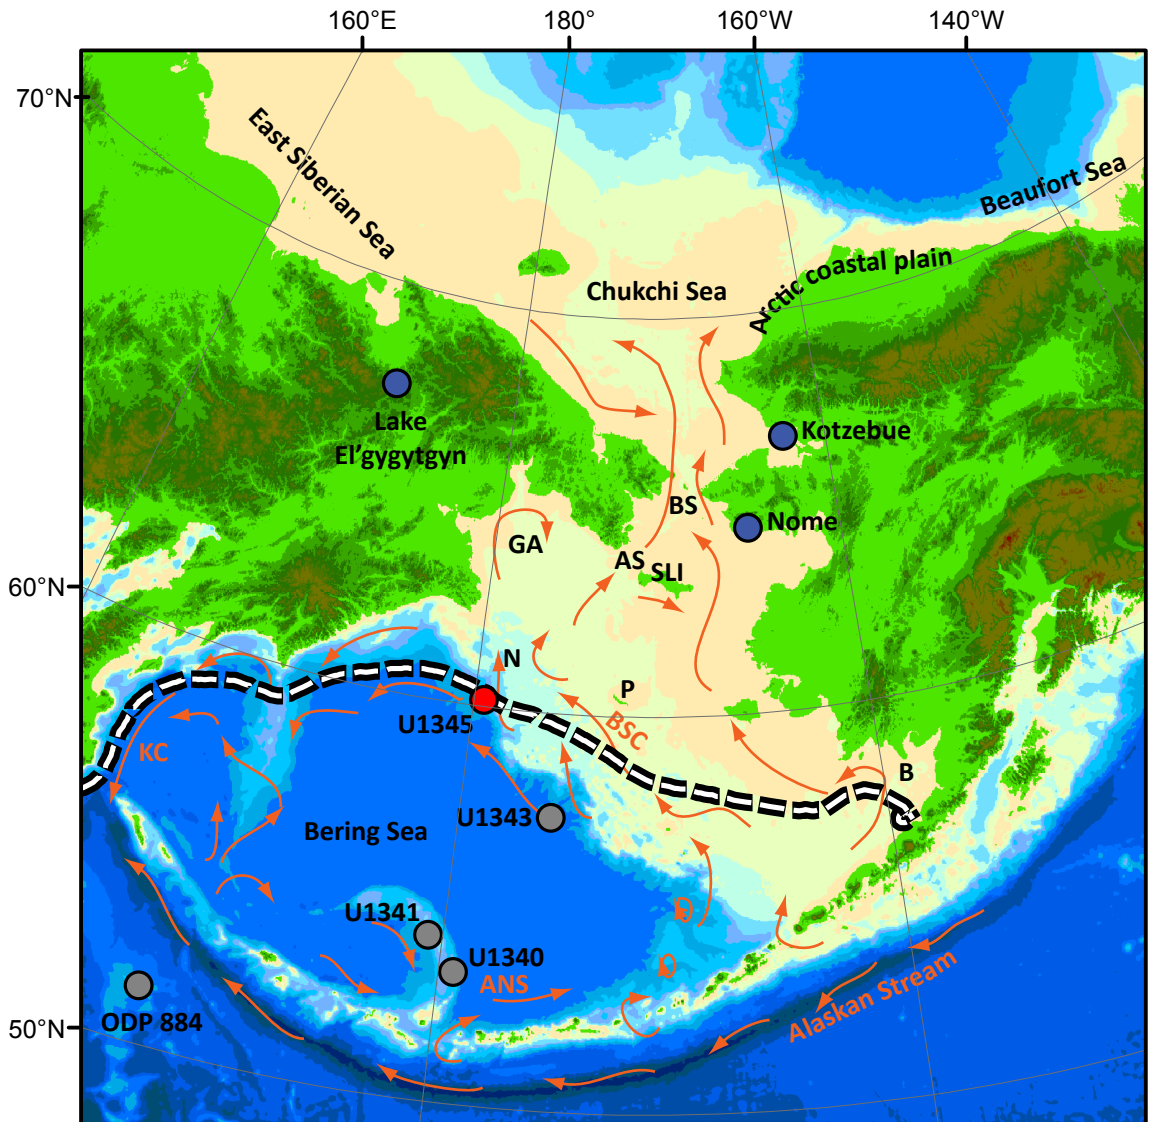 160°E
180°
160°W
140°W
70°N
60°N
50°N
East Siberian Sea
Beaufort Sea
Arctic coastal plain
Chukchi Sea
Lake
El'gygytgyn
Kotzebue
BS
Nome
GA
AS
SLI
N
P
BSC
U1345
KC
B
U1343
Bering Sea
U1341
U1340
ANS
Alaskan Stream
ODP 884